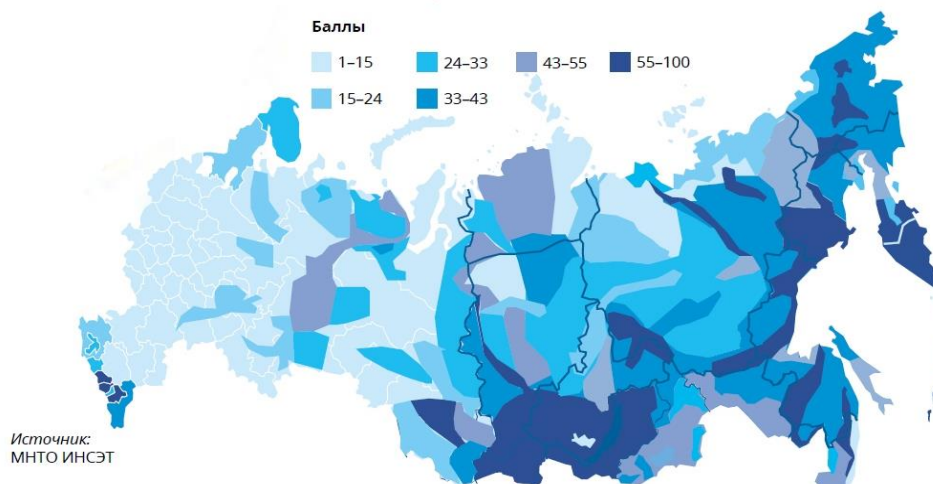 Баллы
1–15
24–33
43–55
55–100
15–24
33–43
Источник:
МНТО ИНСЭТ